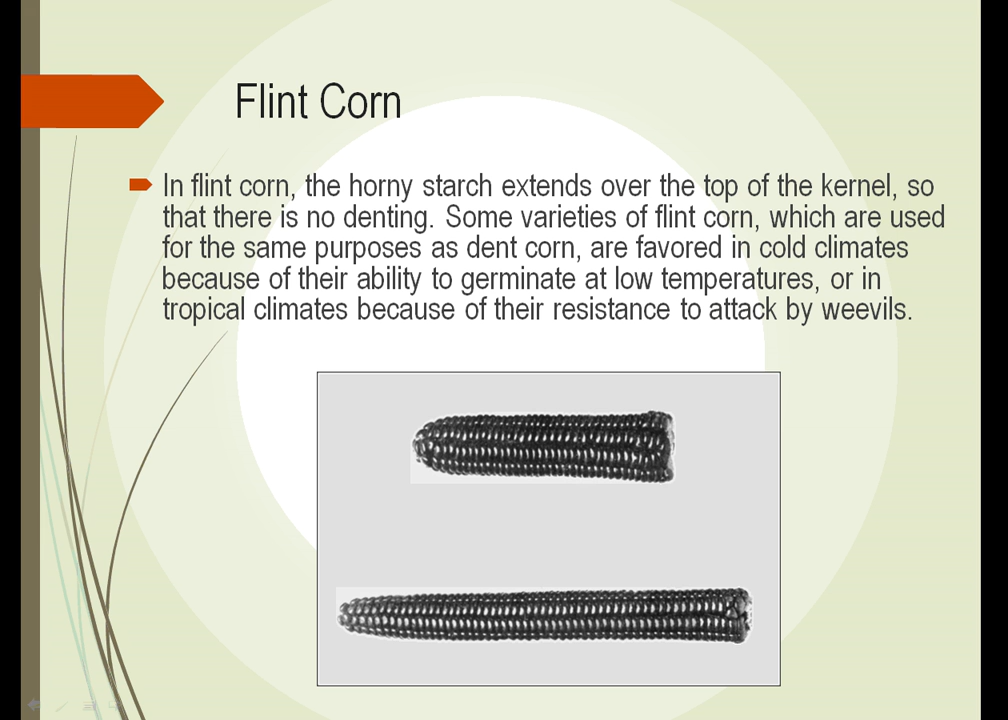 Flint Corn
In flint corn, the horny starch extends over the top of the kernel, so
that there is no denting. Some varieties of flint corn, which are used
for the same purposes as dent corn, are favored in cold climates
because of their ability to germinate at low temperatures, or in
tropical climates because of their resistance to attack by weevils.